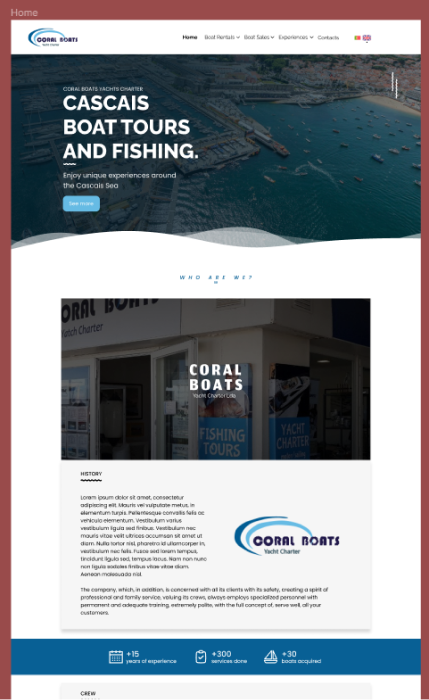 Home
CORAL BOATS
Yacht Charter
Home Boat Rentals Boat Sales Experiences Contacts
CORAL BOATS YACHTS CHARTER
CASCAIS
BOAT TOURS
AND FISHING.
Enjoy unique experiences around
the Cascais Sea
See more
WHO ARE WE?
CORAL BOATS
Yacht Charter
CORAL
BOATS
Yacht Charter Lda
FISHING
TOURS
YACHT
CHARTER
HISTORY
Lorem ipsum dolor sit amet, consectetur
adipiscing elit. Mauris vel vulputate metus, in
elementum turpis. Pellentesque convallis felis ac
vehicula elementum. Vestibulum varius
vestibulum ligula sed finibus. Vestibulum nec
mauris vitae velit ultrices accumsan sit amet ut
diam. Nulla tortor nisl, pharetra id ullamcorper in,
vestibulum nec felis. Fusce sed lorem tempus,
tincidunt ligula sed, tempus lacus. Nam non nunc
non ligula sodales finibus vitae vitae diam.
Aenean malesuada nisl.
CORAL BOATS
Yacht Charter
The company, which, in addition, is concerned with all its clients with its safety, creating a spirit of
professional and family service, valuing its craws, always employs specialized personnel with
permanent and adequate training, extremely polite, with the full concept of, serve well, all your
customers.
+15
years of experience
+300
services done
+30
boats acquired
CREW